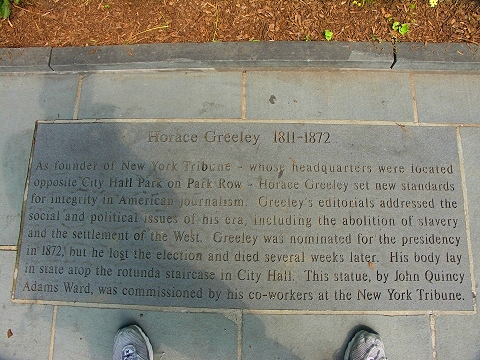 Horace Greeley 1811-1872
As founder of New York Tribune - whose headquarters were located
opposite City Hall Park on Park Row - Horace Greeley set new standards
for integrity in American journalism. Greeley's editorials addressed the
social and political issues of his era, including the abolition of slavery
and the settlement of the West. Greeley was nominated for the presidency
in 1872, but he lost the election and died several weeks later. His body lay
in state atop the rotunda staircase in City Hall. This statue, by John Quincy
Adams Ward, was commissioned by his co-workers at the New York Tribune.